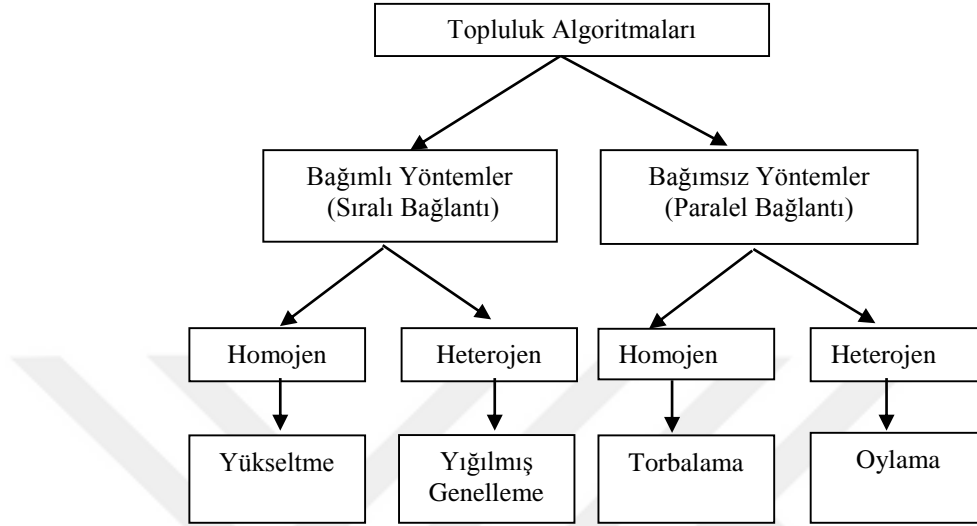 Topluluk Algoritmaları
Bağımlı Yöntemler
(Sıralı Bağlantı)
Bağımsız Yöntemler
(Paralel Bağlantı)
Homojen
Heterojen
Homojen
Heterojen
Yükseltme
Yığılmış
Genelleme
Torbalama
Oylama